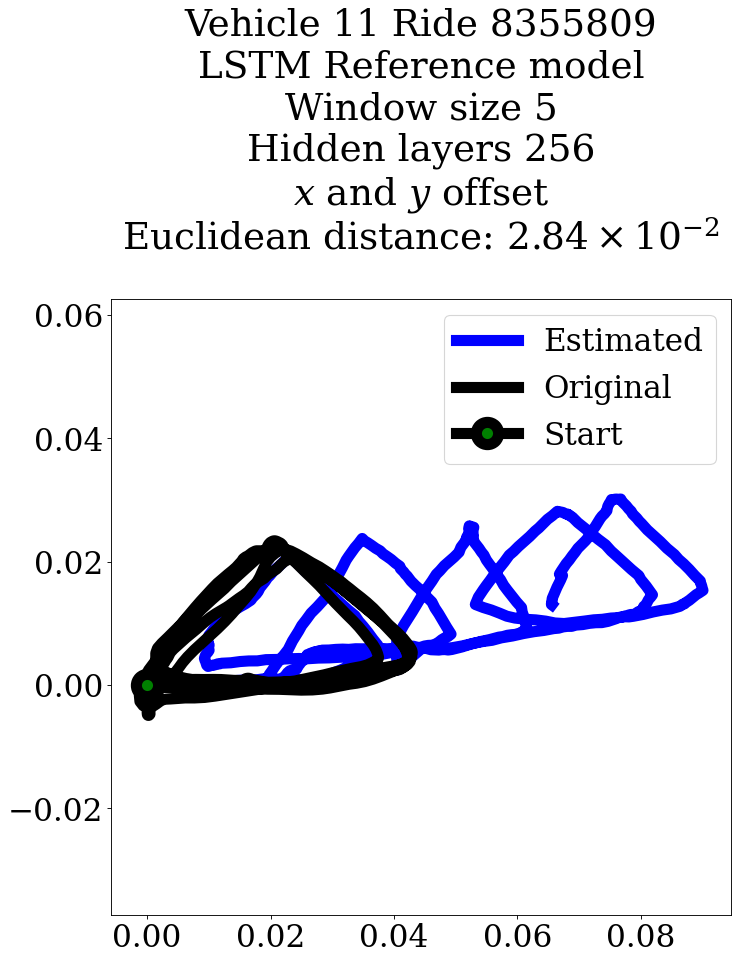 Vehicle 11 Ride 8355809
LSTM Reference model
Window size 5
Hidden layers 256
x and y offset
Euclidean distance: 2.84 × 10⁻²
0.06
0.04
0.02
0.00
−0.02
Estimated
Original
Start
0.00 0.02 0.04 0.06 0.08